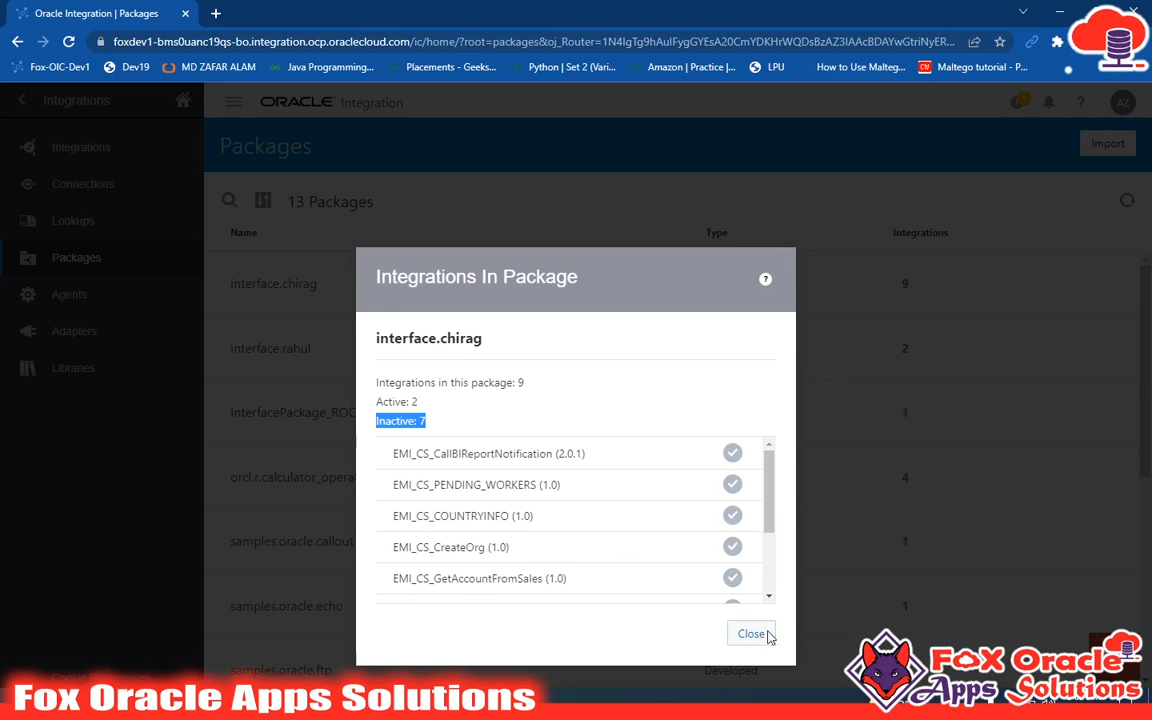 Oracle Integration | Packages
foxdev1-bms0uanc19qs-bo.integration.ocp.oraclecloud.com/ic/home/?root=packages&oj_Router=1N4IgTg9hAuIFygGYEsA20CmYDKHrWQDsBzAZ3IAAcBDAYwGtriNyER...
Fox-OIC-Dev1 Dev19 MD ZAFAR ALAM Java Programming... Placements - Geeks... Python | Set 2 (Vari... Amazon | Practice |... LPU How to Use Malteg... Maltego tutorial - P...
Integrations
ORACLE Integration
AZ
Packages
Import
Integrations
Connections
Lookups
Packages
Agents
Adapters
Libraries
13 Packages
Name Type Integrations
interface.chirag 9
interface.rahul 2
InterfacePackage_ROC 1
orcl.r.calculator_opera 4
samples.oracle.callout 1
samples.oracle.echo 1
samples.oracle.ftp Developed
Integrations In Package
?
interface.chirag
Integrations in this package: 9
Active: 2
Inactive: 7
EMI_CS_CallBIReportNotification (2.0.1)
EMI_CS_PENDING_WORKERS (1.0)
EMI_CS_COUNTRYINFO (1.0)
EMI_CS_CreateOrg (1.0)
EMI_CS_GetAccountFromSales (1.0)
Close
Fox Oracle Apps Solutions
FOX Oracle
Apps Solutions